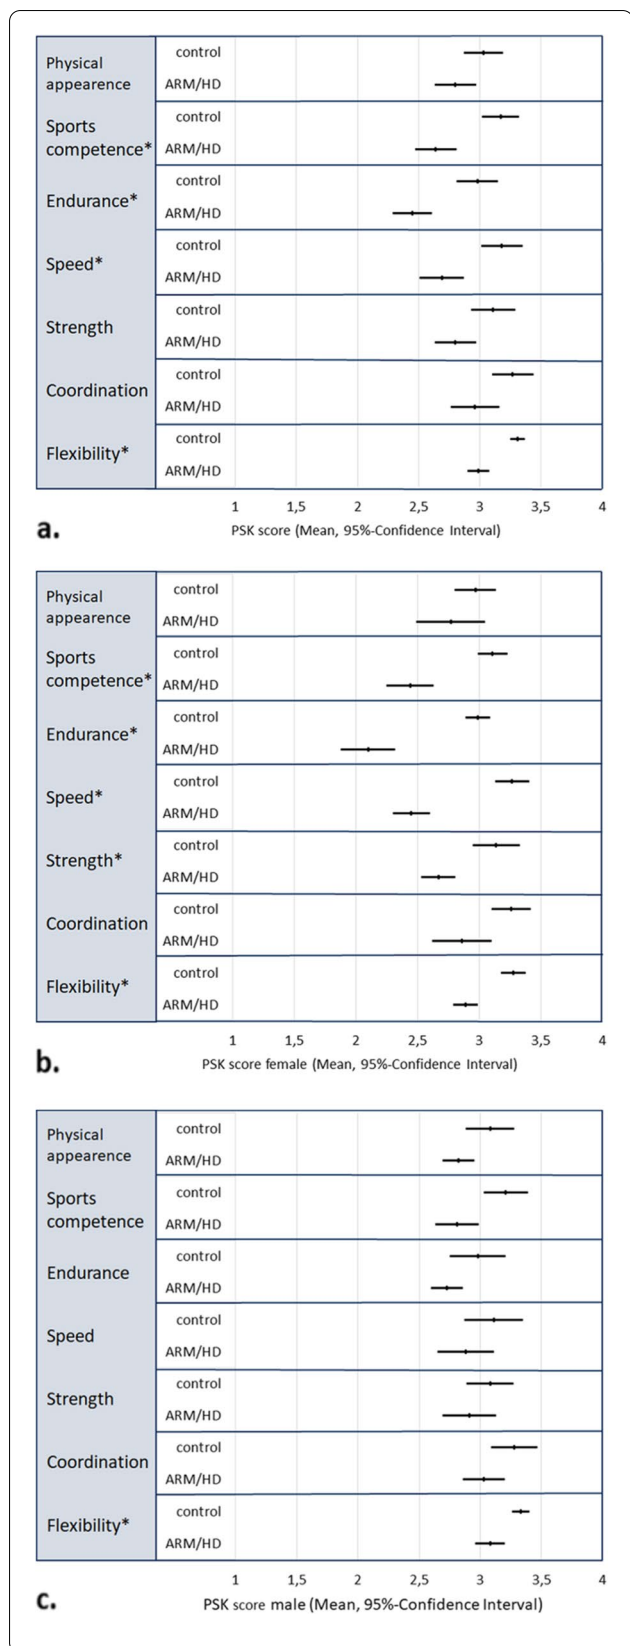 Physical
appearence
control
ARM/HD
Sports
competence*
control
ARM/HD
Endurance*
control
ARM/HD
Speed*
control
ARM/HD
Strength
control
ARM/HD
Coordination
control
ARM/HD
Flexibility*
control
ARM/HD
1 1,5 2 2,5 3 3,5 4
a.
PSK score (Mean, 95%-Confidence Interval)
Physical
appearence
control
ARM/HD
Sports
competence*
control
ARM/HD
Endurance*
control
ARM/HD
Speed*
control
ARM/HD
Strength*
control
ARM/HD
Coordination
control
ARM/HD
Flexibility*
control
ARM/HD
1 1,5 2 2,5 3 3,5 4
b.
PSK score female (Mean, 95%-Confidence Interval)
Physical
appearence
control
ARM/HD
Sports
competence
control
ARM/HD
Endurance
control
ARM/HD
Speed
control
ARM/HD
Strength
control
ARM/HD
Coordination
control
ARM/HD
Flexibility*
control
ARM/HD
1 1,5 2 2,5 3 3,5 4
c.
PSK score male (Mean, 95%-Confidence Interval)